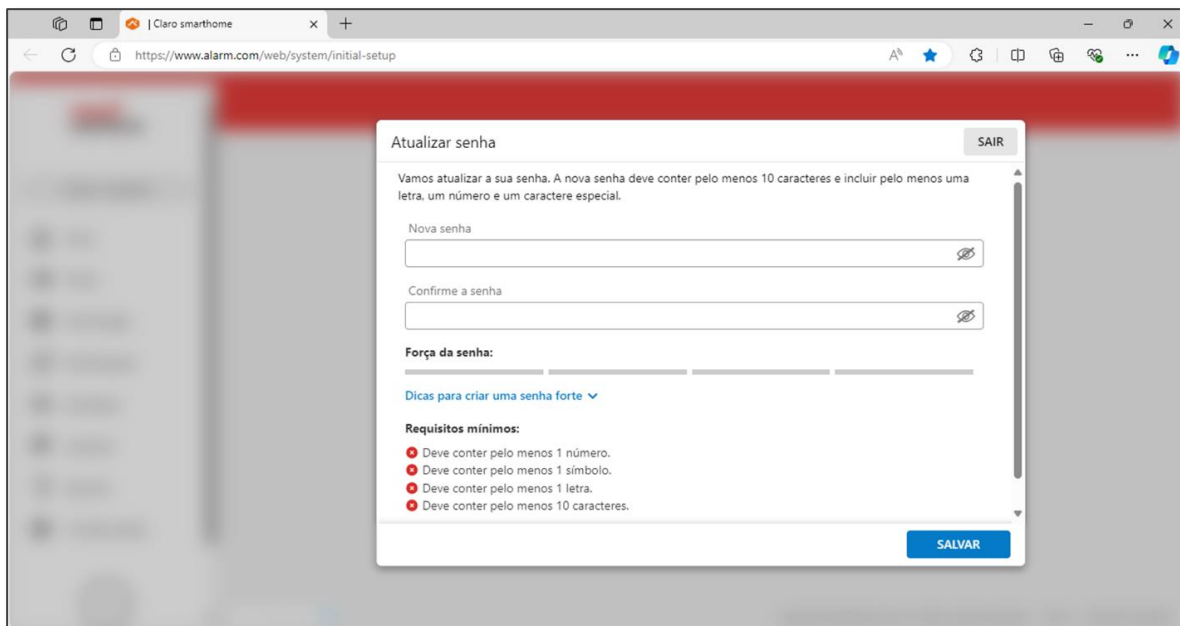 | Claro smarthome
https://www.alarm.com/web/system/initial-setup
Atualizar senha
SAIR
Vamos atualizar a sua senha. A nova senha deve conter pelo menos 10 caracteres e incluir pelo menos uma
letra, um número e um caractere especial.
Nova senha
Confirme a senha
Força da senha:
Dicas para criar uma senha forte
Requisitos mínimos:
Deve conter pelo menos 1 número.
Deve conter pelo menos 1 símbolo.
Deve conter pelo menos 1 letra.
Deve conter pelo menos 10 caracteres.
SALVAR